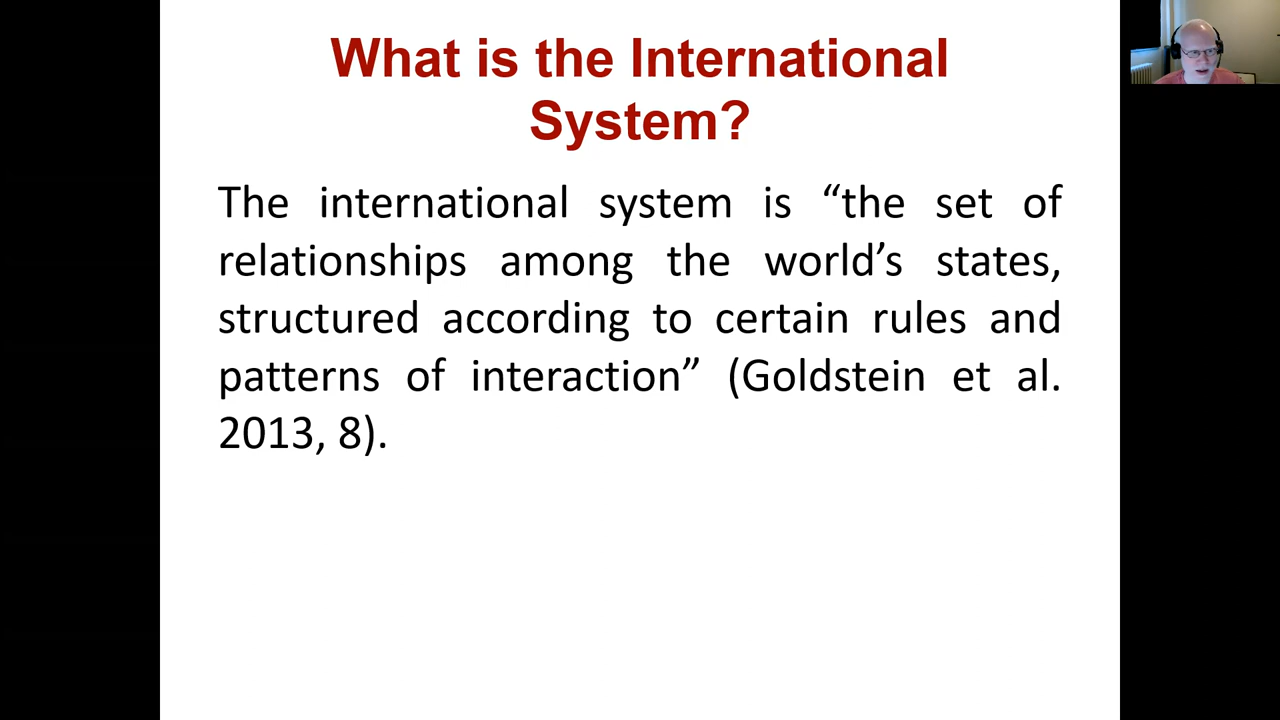 What is the International
System?
The international system is “the set of
relationships among the world’s states,
structured according to certain rules and
patterns of interaction” (Goldstein et al.
2013, 8).